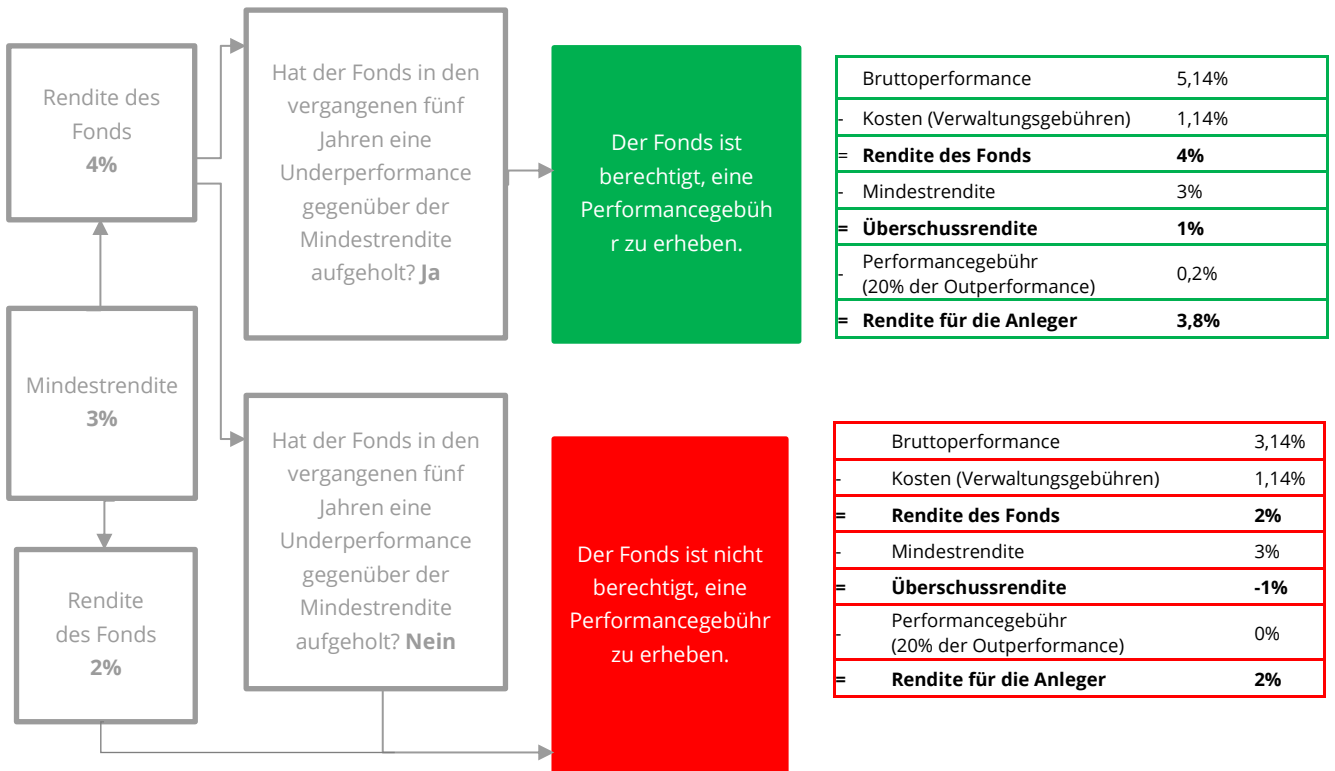 Rendite des
Fonds
4%
Mindestrendite
3%
Rendite
des Fonds
2%
Hat der Fonds in den
vergangenen fünf
Jahren eine
Underperformance
gegenüber der
Mindestrendite
aufgeholt? Ja
Hat der Fonds in den
vergangenen fünf
Jahren eine
Underperformance
gegenüber der
Mindestrendite
aufgeholt? Nein
Der Fonds ist
berechtigt, eine
Performancegebüh
r zu erheben.
Der Fonds ist nicht
berechtigt, eine
Performancegebühr
zu erheben.
Bruttoperformance 5,14%
- Kosten (Verwaltungsgebühren) 1,14%
= Rendite des Fonds 4%
- Mindestrendite 3%
= Überschussrendite 1%
- Performancegebühr
(20% der Outperformance) 0,2%
= Rendite für die Anleger 3,8%
Bruttoperformance 3,14%
- Kosten (Verwaltungsgebühren) 1,14%
= Rendite des Fonds 2%
- Mindestrendite 3%
= Überschussrendite -1%
- Performancegebühr
(20% der Outperformance) 0%
= Rendite für die Anleger 2%